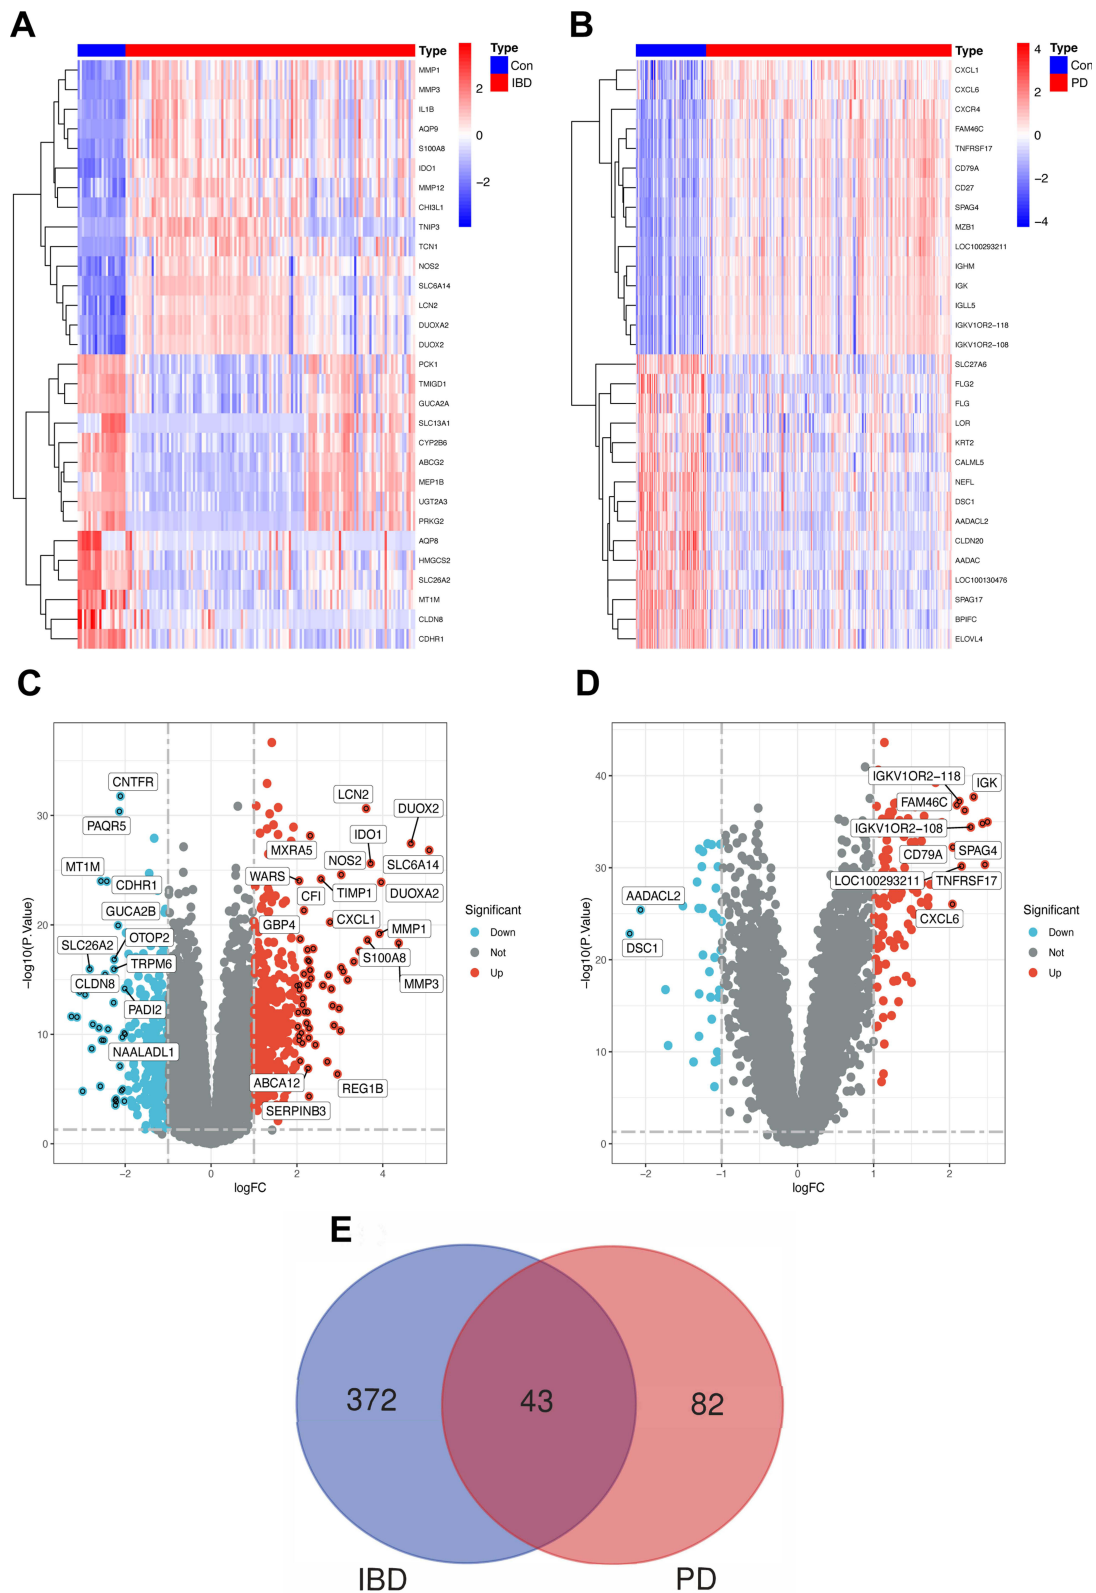 A
Type
MMP1
MMP3
IL1B
AQP9
S100A8
IDO1
MMP12
CHI3L1
TNIP3
TCN1
NOS2
SLC6A14
LCN2
DUOXA2
DUOX2
PCK1
TMIGD1
GUCA2A
SLC13A1
CYP2B6
ABCG2
MEP1B
UGT2A3
PRKG2
AQP8
HMGCS2
SLC26A2
MT1M
CLDN8
CDHR1
2
0
−2
Type
Con
IBD
B
Type
CXCL1
CXCL6
CXCR4
FAM46C
TNFRSF17
CD79A
CD27
SPAG4
MZB1
LOC100293211
IGHM
IGK
IGLL5
IGKV1OR2−118
IGKV1OR2−108
SLC27A6
FLG2
FLG
LOR
KRT2
CALML5
NEFL
DSC1
AADACL2
CLDN20
AADAC
LOC100130476
SPAG17
BPIFC
ELOVL4
4
2
0
−2
−4
Type
Con
PD
C
−log10(P.Value)
30
20
10
0
−2
0
2
4
logFC
CNTFR
PAQR5
MT1M
CDHR1
GUCA2B
SLC26A2
OTOP2
TRPM6
CLDN8
PADI2
NAALADL1
LCN2
DUOX2
IDO1
MXRA5
NOS2
SLC6A14
WARS
CFI
TIMP1
DUOXA2
GBP4
CXCL1
MMP1
S100A8
MMP3
ABCA12
REG1B
SERPINB3
Significant
Down
Not
Up
D
−log10(P.Value)
40
30
20
10
0
−2
−1
0
1
2
logFC
IGKV1OR2−118
IGK
FAM46C
IGKV1OR2−108
CD79A
SPAG4
LOC100293211
TNFRSF17
CXCL6
AADACL2
DSC1
Significant
Down
Not
Up
E
372
43
82
IBD
PD